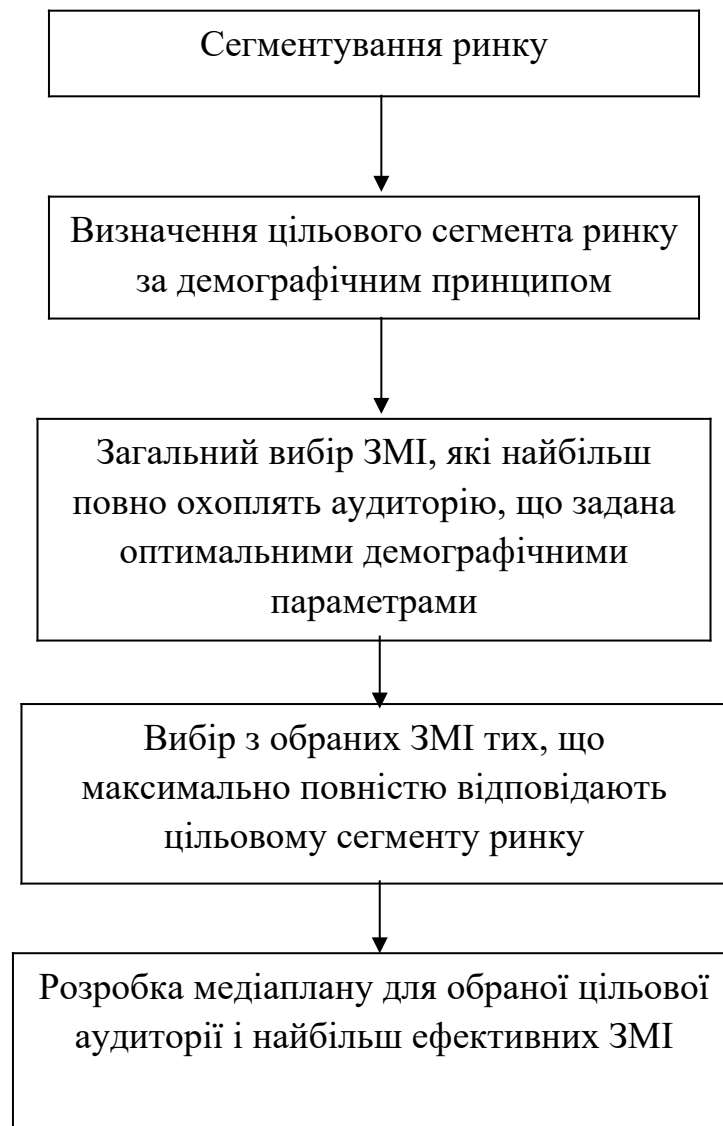 Сегментування ринку
Визначення цільового сегмента ринку
за демографічним принципом
Загальний вибір ЗМІ, які найбільш
повно охоплять аудиторію, що задана
оптимальними демографічними
параметрами
Вибір з обраних ЗМІ тих, що
максимально повністю відповідають
цільовому сегменту ринку
Розробка медіаплану для обраної цільової
аудиторії і найбільш ефективних ЗМІ